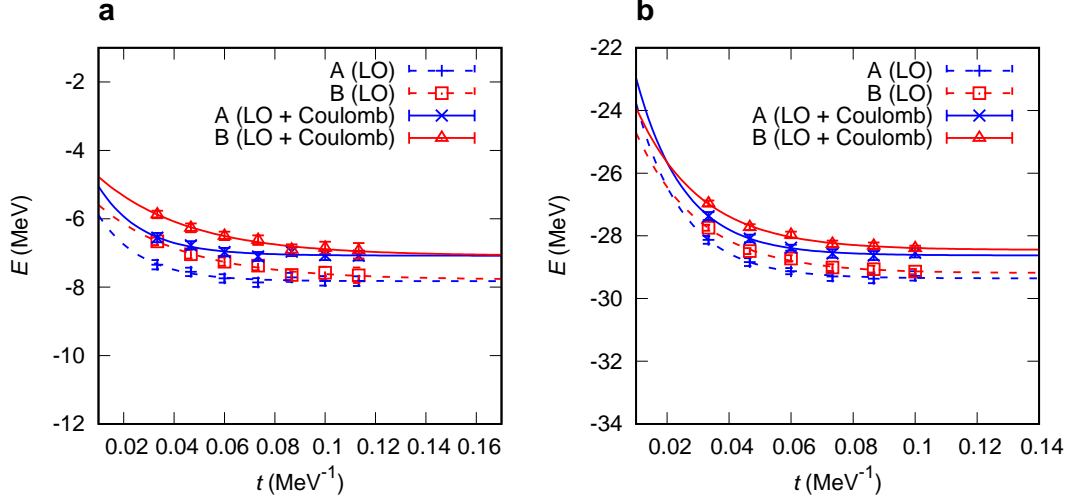 a
A (LO)
B (LO)
A (LO + Coulomb)
B (LO + Coulomb)
-2
-4
-6
-8
-10
-12
E (MeV)
0.02 0.04 0.06 0.08 0.10 0.12 0.14 0.16
t (MeV⁻¹)
b
A (LO)
B (LO)
A (LO + Coulomb)
B (LO + Coulomb)
-22
-24
-26
-28
-30
-32
-34
E (MeV)
0.02 0.04 0.06 0.08 0.10 0.12 0.14
t (MeV⁻¹)